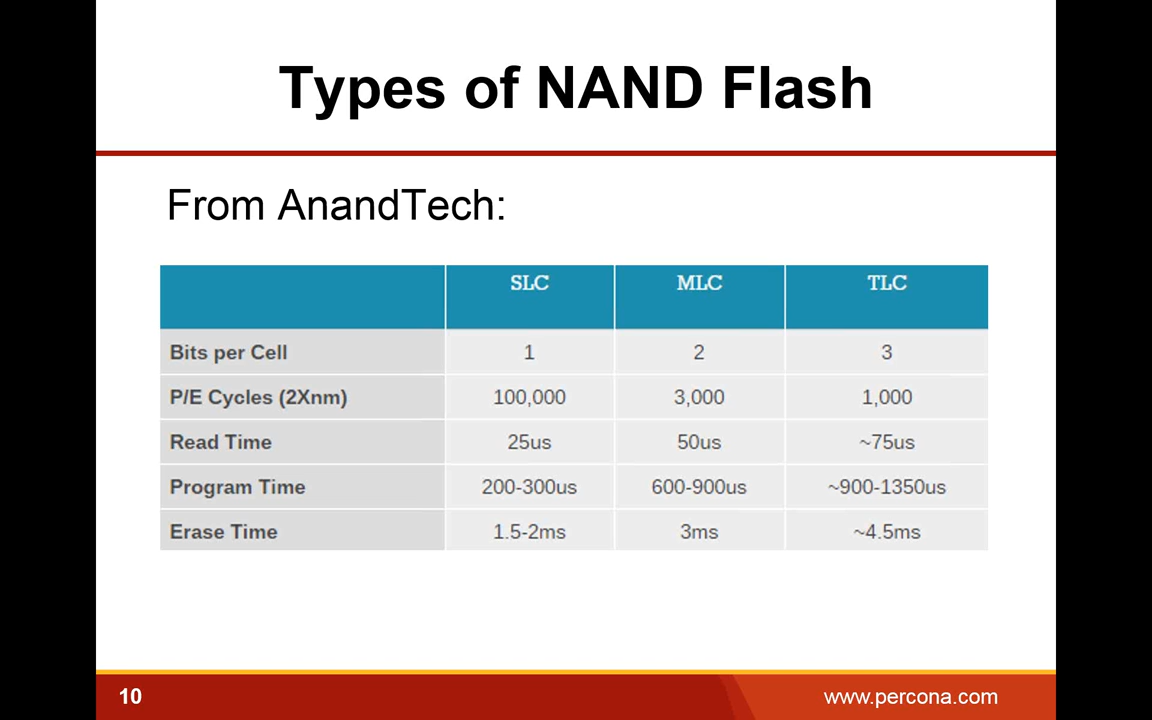 Types of NAND Flash
From AnandTech:
SLC MLC TLC
Bits per Cell 1 2 3
P/E Cycles (2Xnm) 100,000 3,000 1,000
Read Time 25us 50us ~75us
Program Time 200-300us 600-900us ~900-1350us
Erase Time 1.5-2ms 3ms ~4.5ms
10 www.percona.com